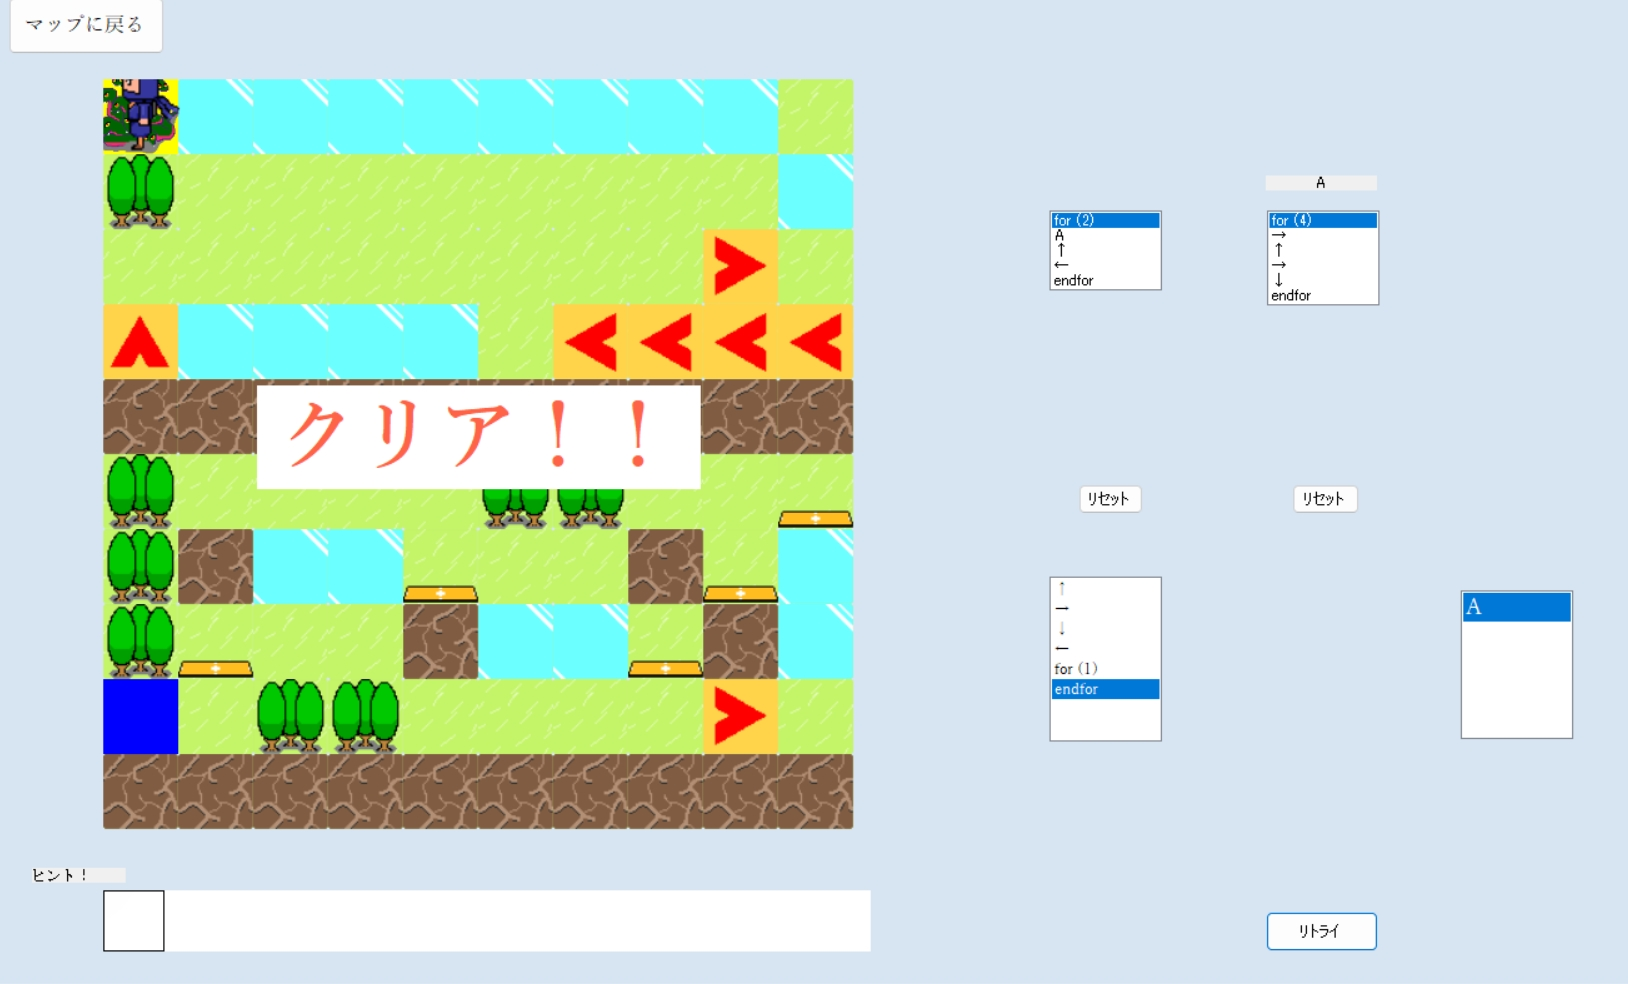 マップに戻る
A
for (2)
A
↑
←
endfor
for (4)
→
↑
→
↓
endfor
クリア！！
リセット
リセット
↑
→
↓
←
for (1)
endfor
A
ヒント！
リトライ